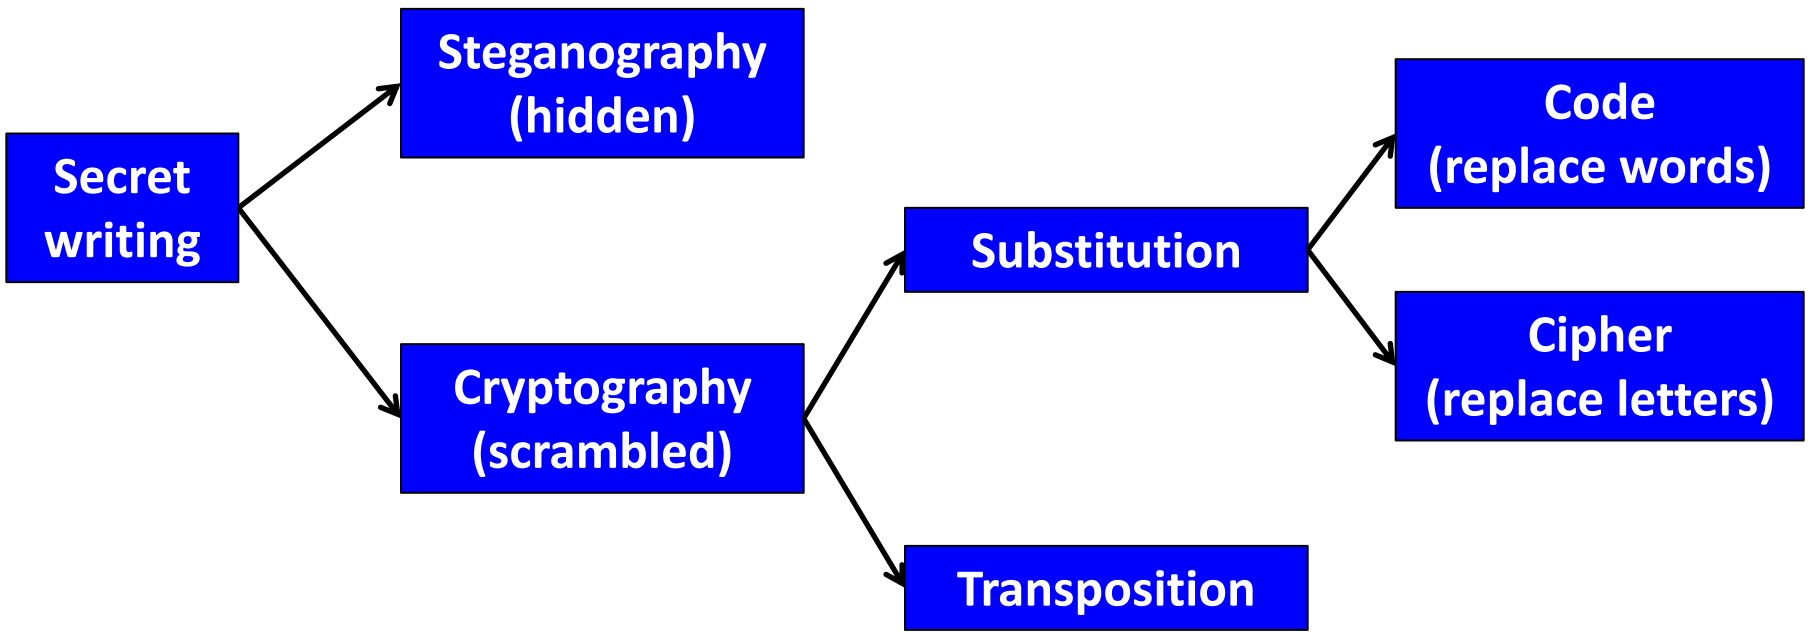 Secret
writing
Steganography
(hidden)
Cryptography
(scrambled)
Substitution
Transposition
Code
(replace words)
Cipher
(replace letters)